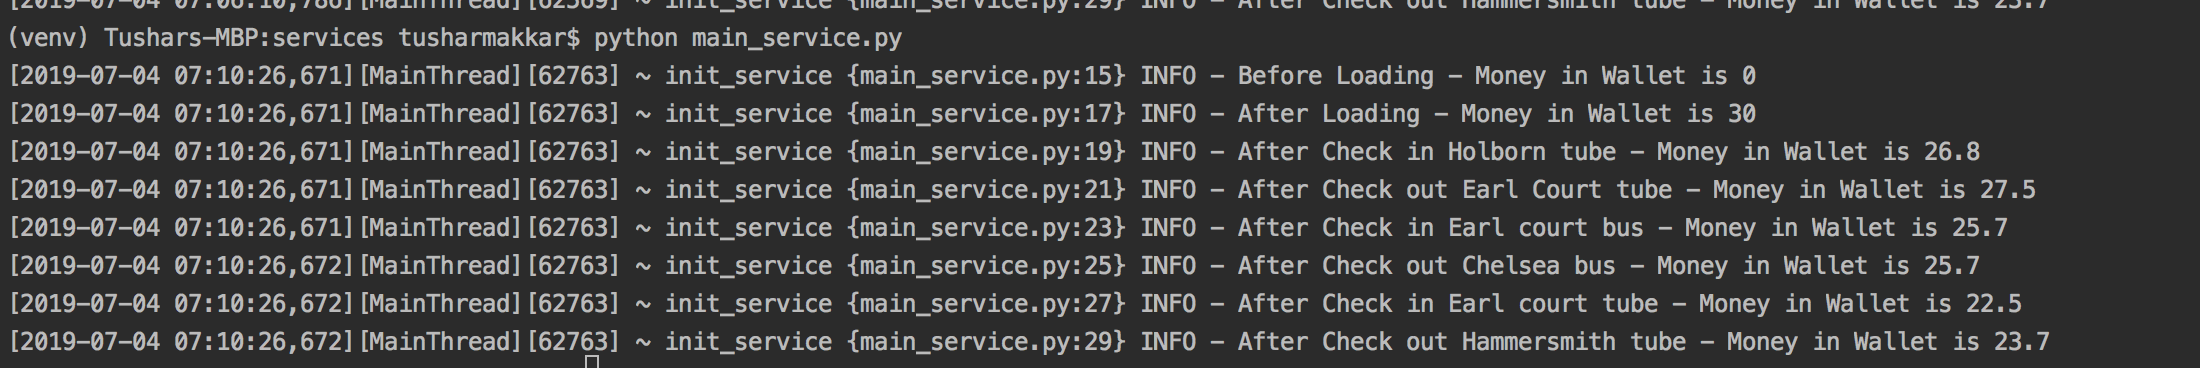 [2019-07-04 07:06:10,786][MainThread][62569] ~ init_service {main_service.py:29} INFO - After Check out Hammersmith tube - Money in Wallet is 23.7
(venv) Tushars-MBP:services tusharmakkar$ python main_service.py
[2019-07-04 07:10:26,671][MainThread][62763] ~ init_service {main_service.py:15} INFO - Before Loading - Money in Wallet is 0
[2019-07-04 07:10:26,671][MainThread][62763] ~ init_service {main_service.py:17} INFO - After Loading - Money in Wallet is 30
[2019-07-04 07:10:26,671][MainThread][62763] ~ init_service {main_service.py:19} INFO - After Check in Holborn tube - Money in Wallet is 26.8
[2019-07-04 07:10:26,671][MainThread][62763] ~ init_service {main_service.py:21} INFO - After Check out Earl Court tube - Money in Wallet is 27.5
[2019-07-04 07:10:26,671][MainThread][62763] ~ init_service {main_service.py:23} INFO - After Check in Earl court bus - Money in Wallet is 25.7
[2019-07-04 07:10:26,672][MainThread][62763] ~ init_service {main_service.py:25} INFO - After Check out Chelsea bus - Money in Wallet is 25.7
[2019-07-04 07:10:26,672][MainThread][62763] ~ init_service {main_service.py:27} INFO - After Check in Earl court tube - Money in Wallet is 22.5
[2019-07-04 07:10:26,672][MainThread][62763] ~ init_service {main_service.py:29} INFO - After Check out Hammersmith tube - Money in Wallet is 23.7